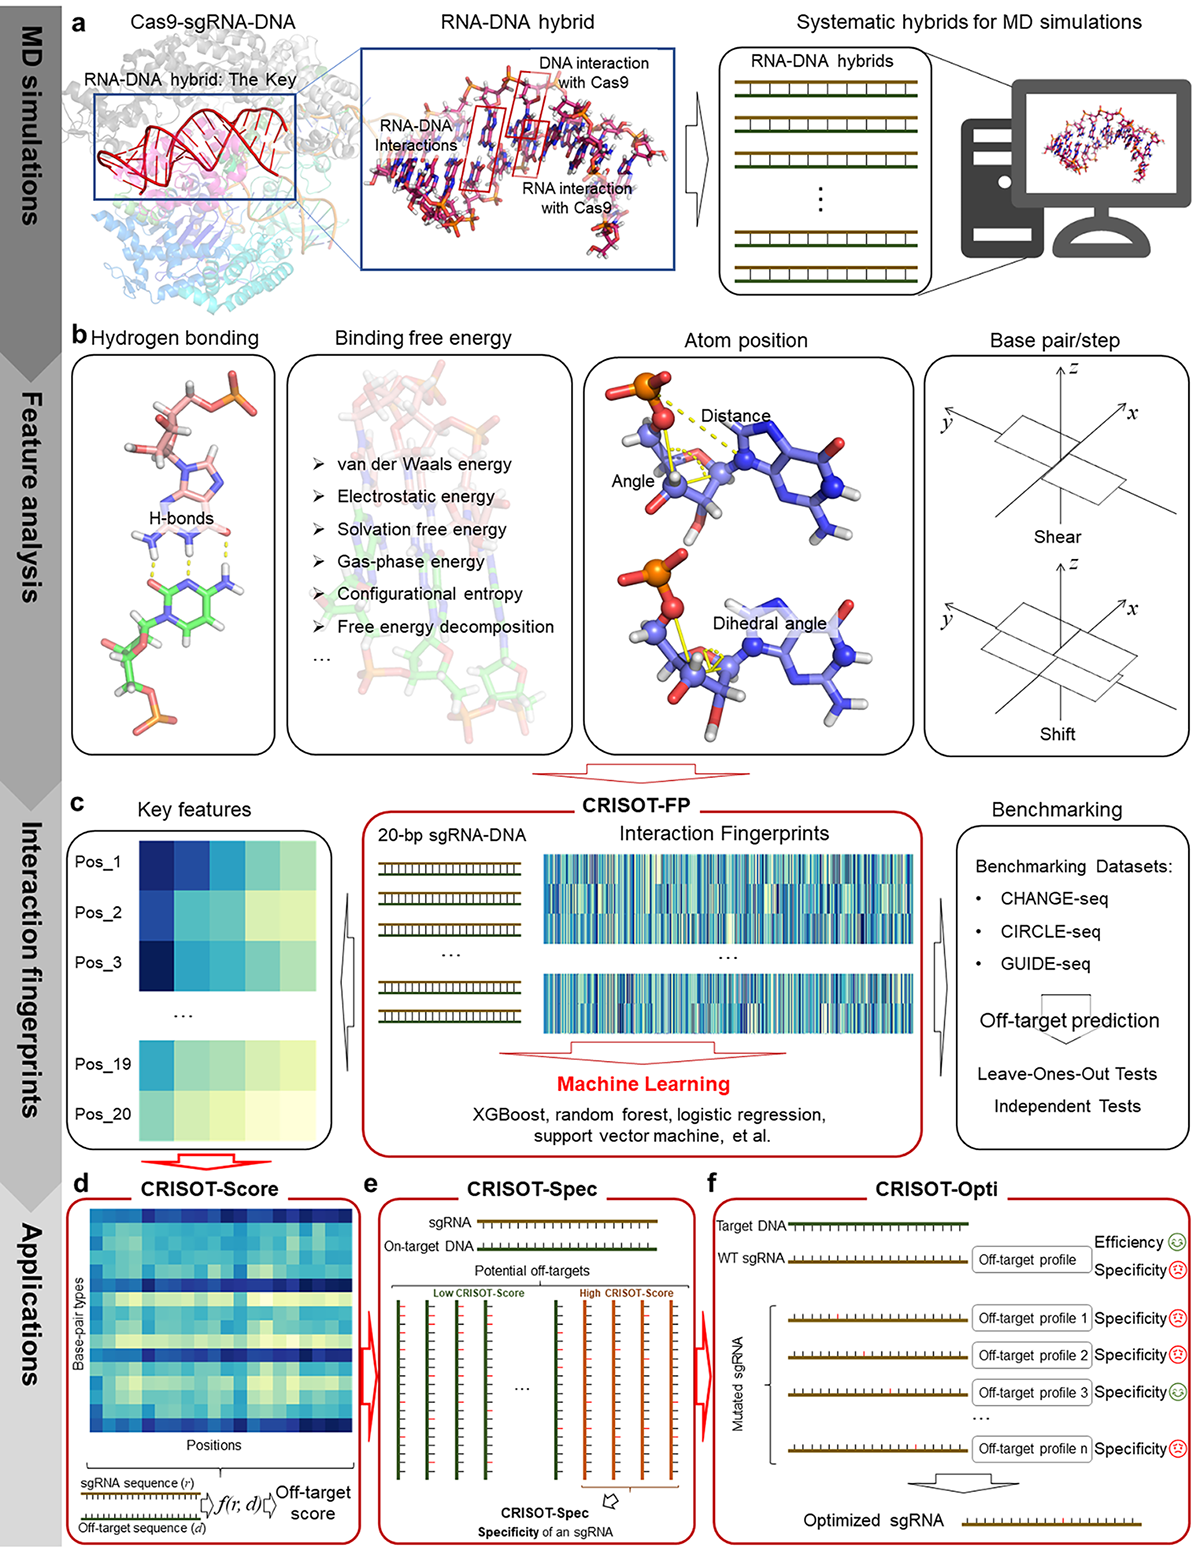 MD simulations
Feature analysis
Interaction fingerprints
Applications
a
Cas9-sgRNA-DNA
RNA-DNA hybrid
Systematic hybrids for MD simulations
RNA-DNA hybrid: The Key
DNA interaction
with Cas9
RNA-DNA
Interactions
RNA interaction
with Cas9
RNA-DNA hybrids
⋮
b
Hydrogen bonding
Binding free energy
Atom position
Base pair/step
H-bonds
➢ van der Waals energy
➢ Electrostatic energy
➢ Solvation free energy
➢ Gas-phase energy
➢ Configurational entropy
➢ Free energy decomposition
...
Distance
Angle
Dihedral angle
z
y
x
Shear
z
y
x
Shift
c
Key features
Pos_1
Pos_2
Pos_3
...
Pos_19
Pos_20
CRISOT-FP
20-bp sgRNA-DNA
Interaction Fingerprints
...
...
Machine Learning
XGBoost, random forest, logistic regression,
support vector machine, et al.
Benchmarking
Benchmarking Datasets:
• CHANGE-seq
• CIRCLE-seq
• GUIDE-seq
Off-target prediction
Leave-Ones-Out Tests
Independent Tests
d
CRISOT-Score
Base-pair types
Positions
sgRNA sequence (r)
Off-target sequence (d)
f(r, d)
Off-target
score
e
CRISOT-Spec
sgRNA
On-target DNA
Potential off-targets
Low CRISOT-Score
High CRISOT-Score
...
CRISOT-Spec
Specificity of an sgRNA
f
CRISOT-Opti
Target DNA
WT sgRNA
Off-target profile
Efficiency
Specificity
Mutated sgRNA
Off-target profile 1
Specificity
Off-target profile 2
Specificity
Off-target profile 3
Specificity
...
Off-target profile n
Specificity
Optimized sgRNA